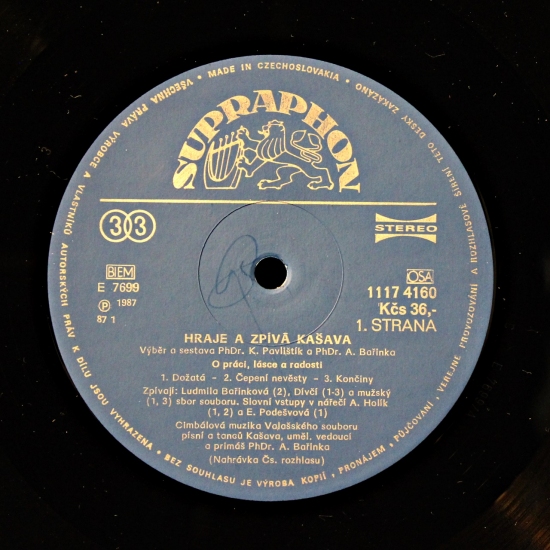 MADE IN CZECHOSLOVAKIA • VŠECHNA PRÁVA VÝROBCE A VLASTNÍKŮ AUTORSKÝCH PRÁV K DÍLU JSOU VYHRAZENA • BEZ SOUHLASU JE VÝROBA KOPIÍ, PRONÁJEM, PŮJČOVÁNÍ, VEŘEJNÉ PROVOZOVÁNÍ A ROZHLASOVÉ ŠÍŘENÍ TÉTO DESKY ZAKÁZÁNO •
SUPRAPHON
33
STEREO
BIEM
OSA
E 7699
1117 4160
Ⓟ 1987
Kčs 36,-
87 1
1. STRANA
HRAJE A ZPÍVÁ KAŠAVA
Výběr a sestava PhDr. K. Pavlištík a PhDr. A. Bařinka
O práci, lásce a radosti
1. Dožatá - 2. Čepení nevěsty - 3. Končiny
Zpívají: Ludmila Bařinková (2), Dívčí (1-3) a mužský
(1, 3) sbor souboru. Slovní vstupy v nářečí A. Holík
(1, 2) a E. Podešvová (1)
Cimbálová muzika Valašského souboru
písní a tanců Kašava, uměl. vedoucí
a primáš PhDr. A. Bařinka
(Nahrávka Čs. rozhlasu)